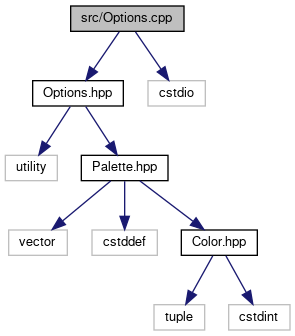 src/Options.cpp
Options.hpp
cstdio
utility
Palette.hpp
vector
cstddef
Color.hpp
tuple
cstdint